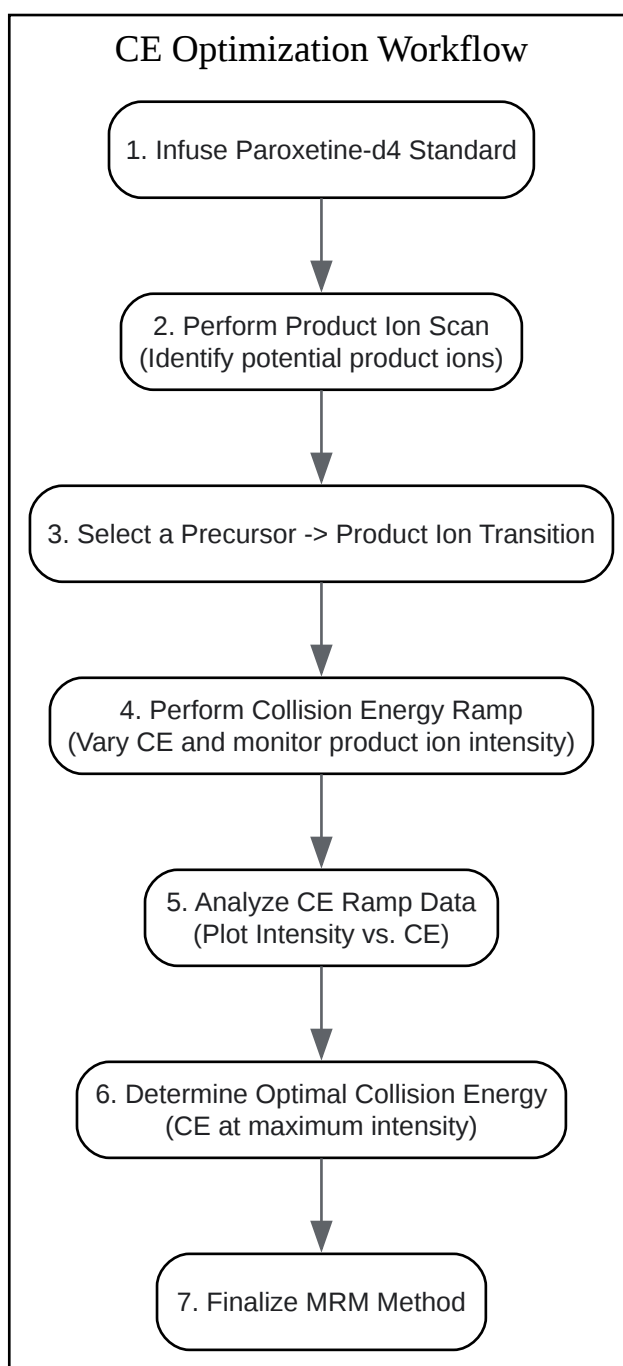 CE Optimization Workflow
1. Infuse Paroxetine-d4 Standard
2. Perform Product Ion Scan
(Identify potential product ions)
3. Select a Precursor -> Product Ion Transition
4. Perform Collision Energy Ramp
(Vary CE and monitor product ion intensity)
5. Analyze CE Ramp Data
(Plot Intensity vs. CE)
6. Determine Optimal Collision Energy
(CE at maximum intensity)
7. Finalize MRM Method